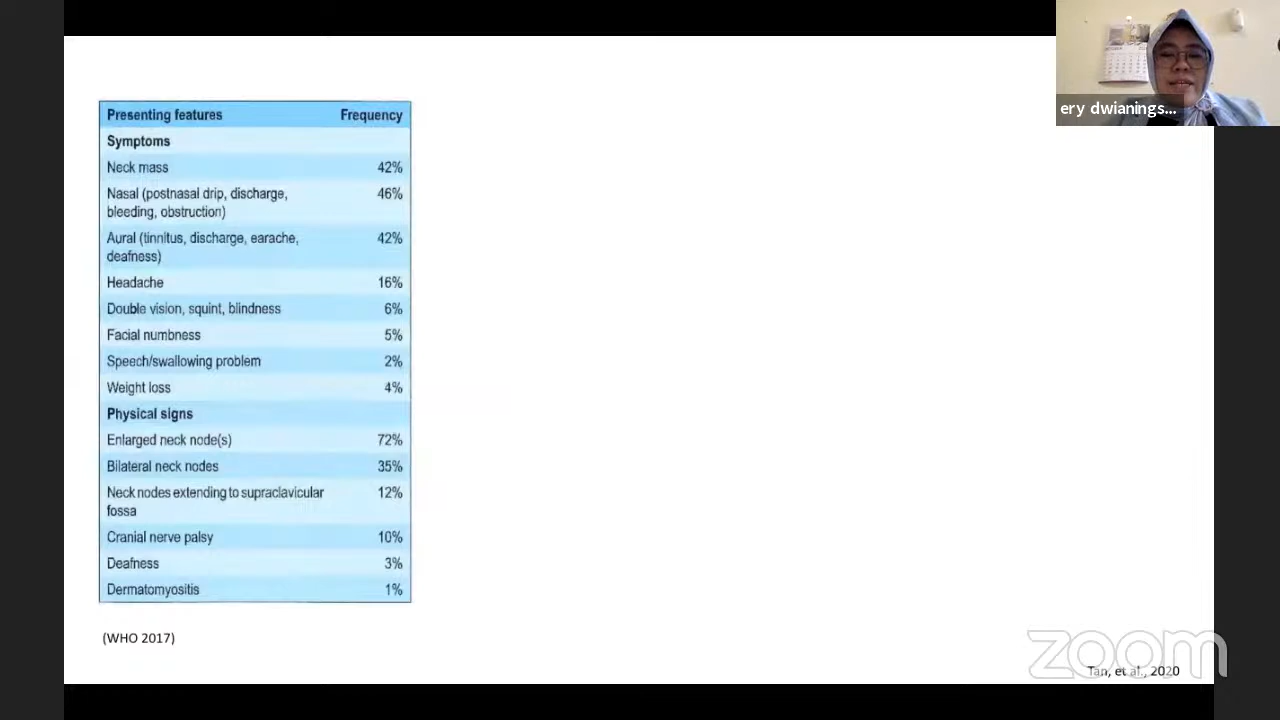 Presenting features Frequency
Symptoms
Neck mass 42%
Nasal (postnasal drip, discharge, 46%
bleeding, obstruction)
Aural (tinnitus, discharge, earache, 42%
deafness)
Headache 16%
Double vision, squint, blindness 6%
Facial numbness 5%
Speech/swallowing problem 2%
Weight loss 4%
Physical signs
Enlarged neck node(s) 72%
Bilateral neck nodes 35%
Neck nodes extending to supraclavicular 12%
fossa
Cranial nerve palsy 10%
Deafness 3%
Dermatomyositis 1%
(WHO 2017)
Tan, et al., 2020
zoom
ery dwianings...